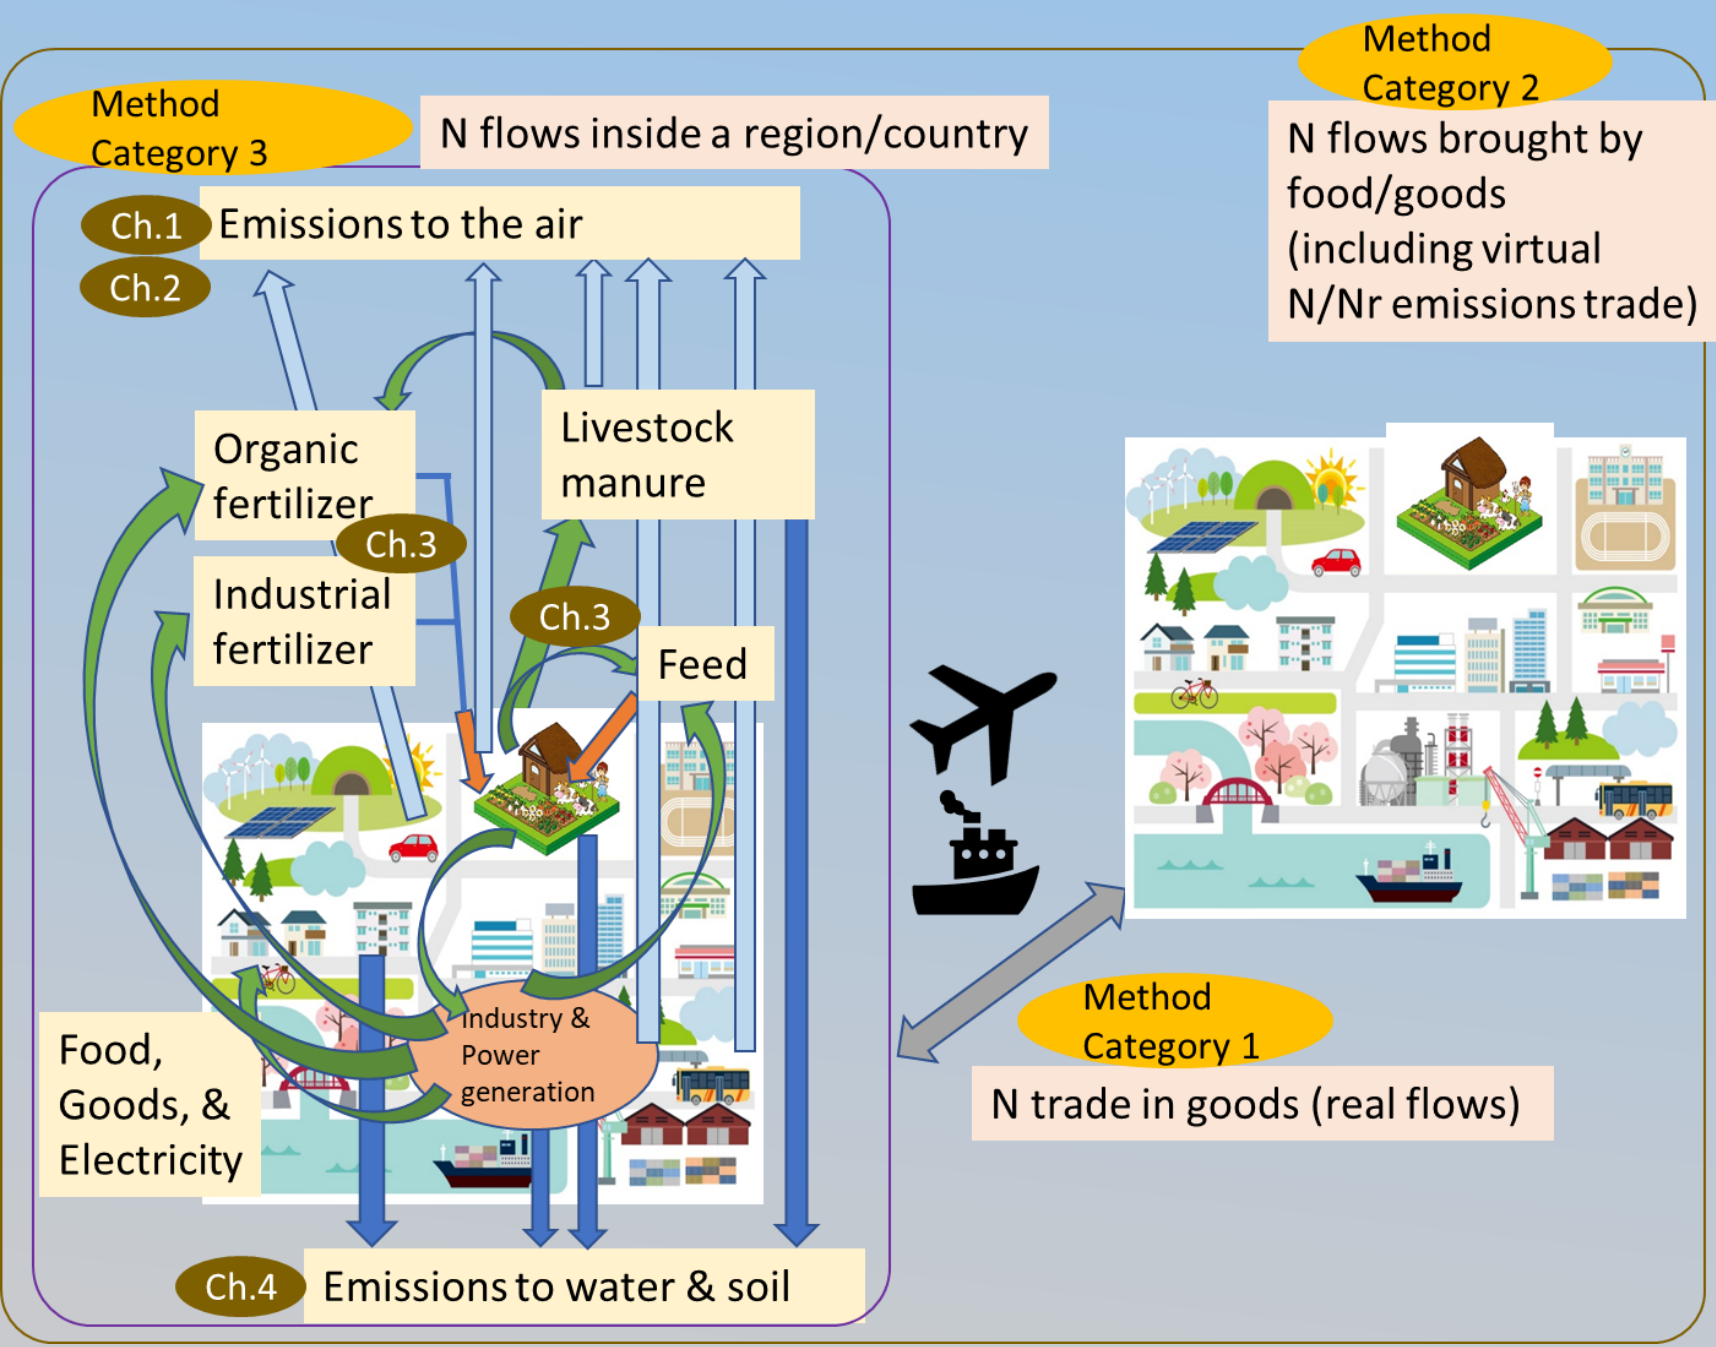 Method
Category 2
Method
Category 3
N flows inside a region/country
N flows brought by
food/goods
(including virtual
N/Nr emissions trade)
Ch.1
Emissions to the air
Ch.2
Organic
fertilizer
Livestock
manure
Ch.3
Industrial
fertilizer
Ch.3
Feed
Industry &
Power
generation
Food,
Goods, &
Electricity
Method
Category 1
N trade in goods (real flows)
Ch.4
Emissions to water & soil